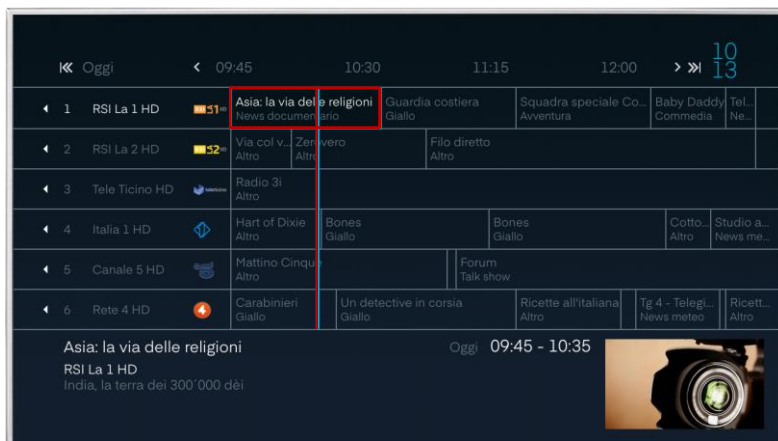 Oggi 09:45 10:30 11:15 12:00 10
13
1 RSI La 1 HD Asia: la via delle religioni Guardia costiera Squadra speciale Co... Baby Daddy Tel...
News documentario Giallo Avventura Commedia Ne...
2 RSI La 2 HD Via col v... Zerovero Filo diretto
Altro Altro Altro
3 Tele Ticino HD Radio 3i
Altro
4 Italia 1 HD Hart of Dixie Bones Bones Cotto... Studio a...
Altro Giallo Giallo Altro News me...
5 Canale 5 HD Mattino Cinque Forum
Altro Talk show
6 Rete 4 HD 4 Carabinieri Un detective in corsia Ricette all'italiana Tg 4 - Telegi... Ricett...
Giallo Giallo Altro News meteo Altro
Asia: la via delle religioni Oggi 09:45 - 10:35
RSI La 1 HD
India, la terra dei 300'000 dèi